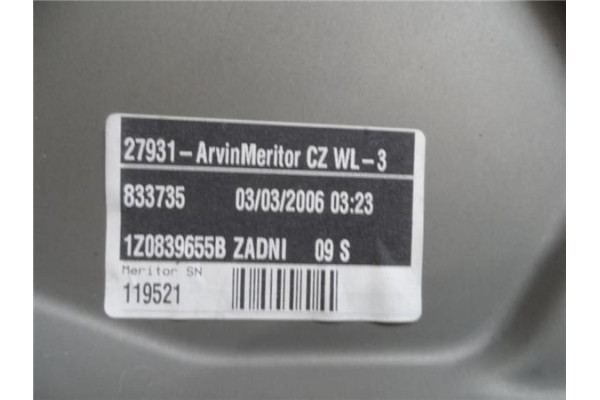 27931-ArvinMeritor CZ WL-3
833735 03/03/2006 03:23
1Z0839655B ZADNI 09 S
Meritor SN
119521